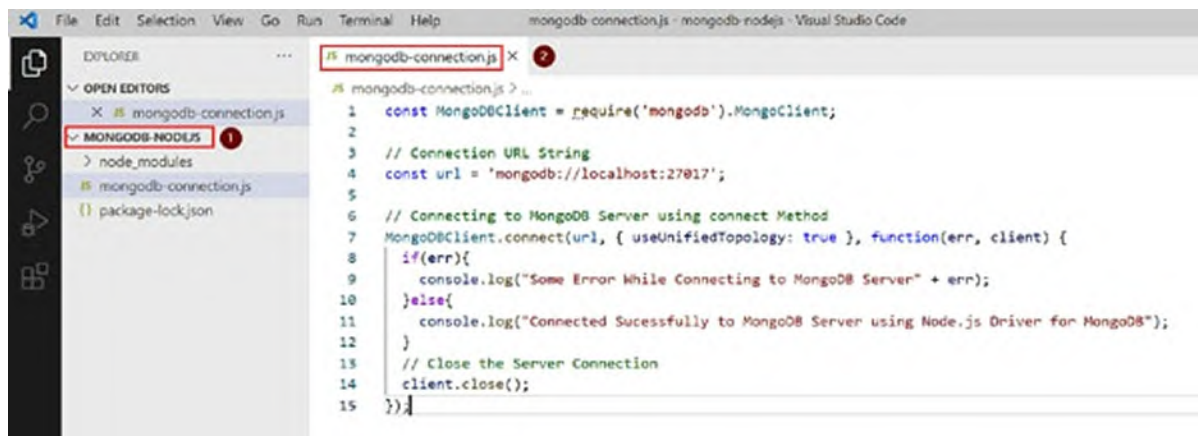 File Edit Selection View Go Run Terminal Help mongodb-connection.js - mongodb-nodejs - Visual Studio Code
EXPLORER ...
OPEN EDITORS
JS mongodb-connection.js
MONGODB-NODEJS 1
node_modules
JS mongodb-connection.js
{} package-lock.json
JS mongodb-connection.js 2
JS mongodb-connection.js > ...
1 const MongoDBClient = require('mongodb').MongoClient;
2
3 // Connection URL String
4 const url = 'mongodb://localhost:27017';
5
6 // Connecting to MongoDB Server using connect Method
7 MongoDBClient.connect(url, { useUnifiedTopology: true }, function(err, client) {
8 if(err){
9 console.log("Some Error While Connecting to MongoDB Server" + err);
10 }else{
11 console.log("Connected Sucessfully to MongoDB Server using Node.js Driver for MongoDB");
12 }
13 // Close the Server Connection
14 client.close();
15 });